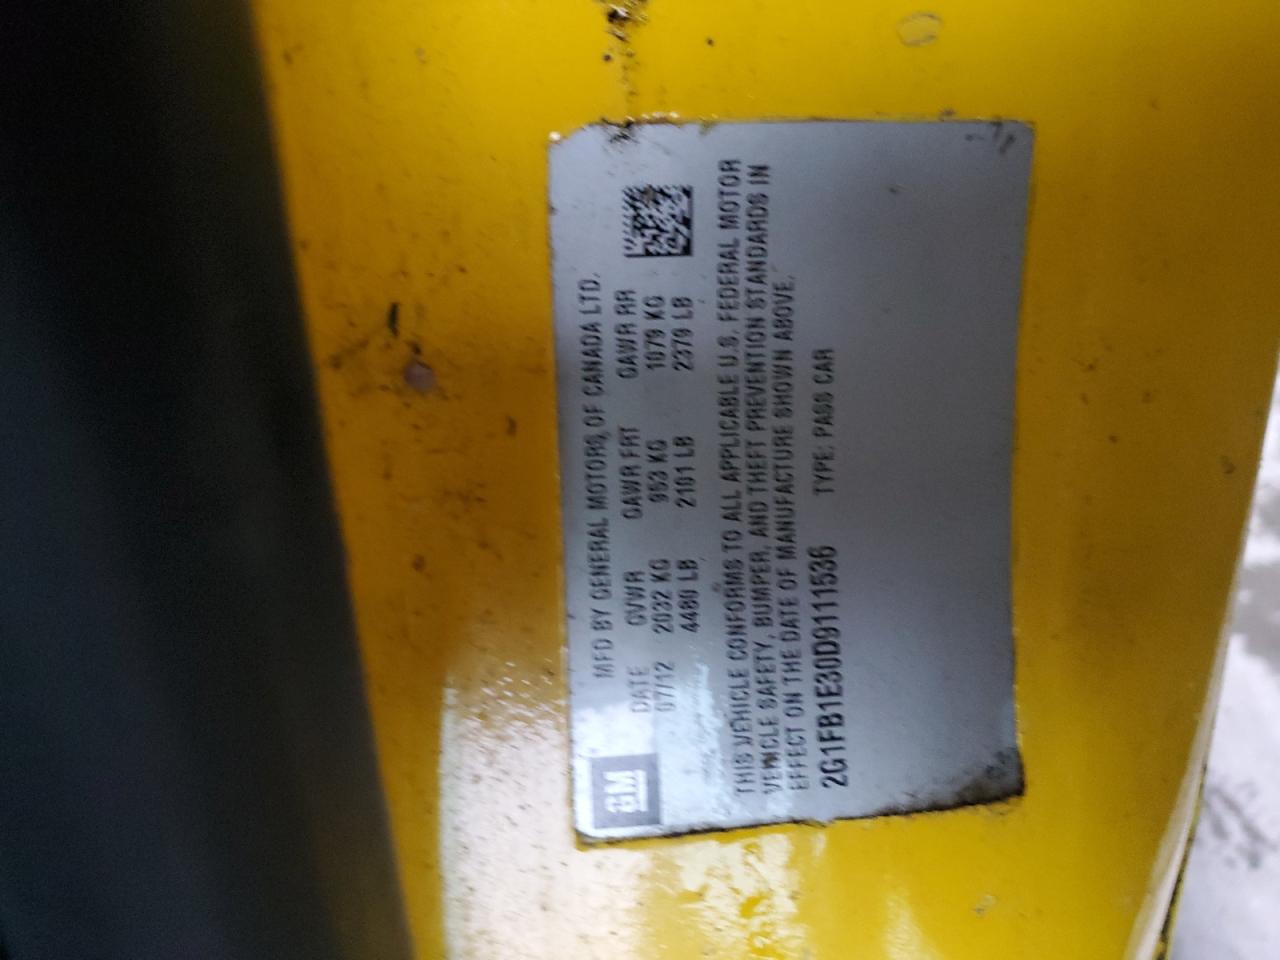 GM
MFD BY GENERAL MOTORS OF CANADA LTD.
DATE GVWR GAWR FRT GAWR RR
07/12 2032 KG 953 KG 1079 KG
4480 LB 2101 LB 2379 LB
THIS VEHICLE CONFORMS TO ALL APPLICABLE U.S. FEDERAL MOTOR
VEHICLE SAFETY, BUMPER, AND THEFT PREVENTION STANDARDS IN
EFFECT ON THE DATE OF MANUFACTURE SHOWN ABOVE.
2G1FB1E30D9111536 TYPE: PASS CAR